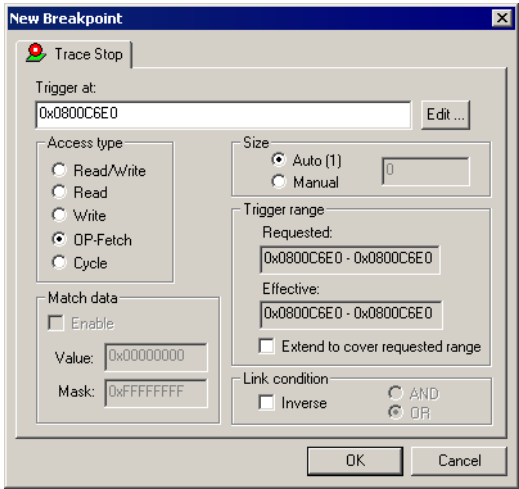 New Breakpoint
Trace Stop
Trigger at:
0x0800C6E0
Edit ...
Access type
Read/Write
Read
Write
OP-Fetch
Cycle
Size
Auto (1)
0
Manual
Trigger range
Requested:
0x0800C6E0 - 0x0800C6E0
Effective:
0x0800C6E0 - 0x0800C6E0
Extend to cover requested range
Match data
Enable
Value: 0x00000000
Mask: 0xFFFFFFFF
Link condition
Inverse
AND
OR
OK
Cancel